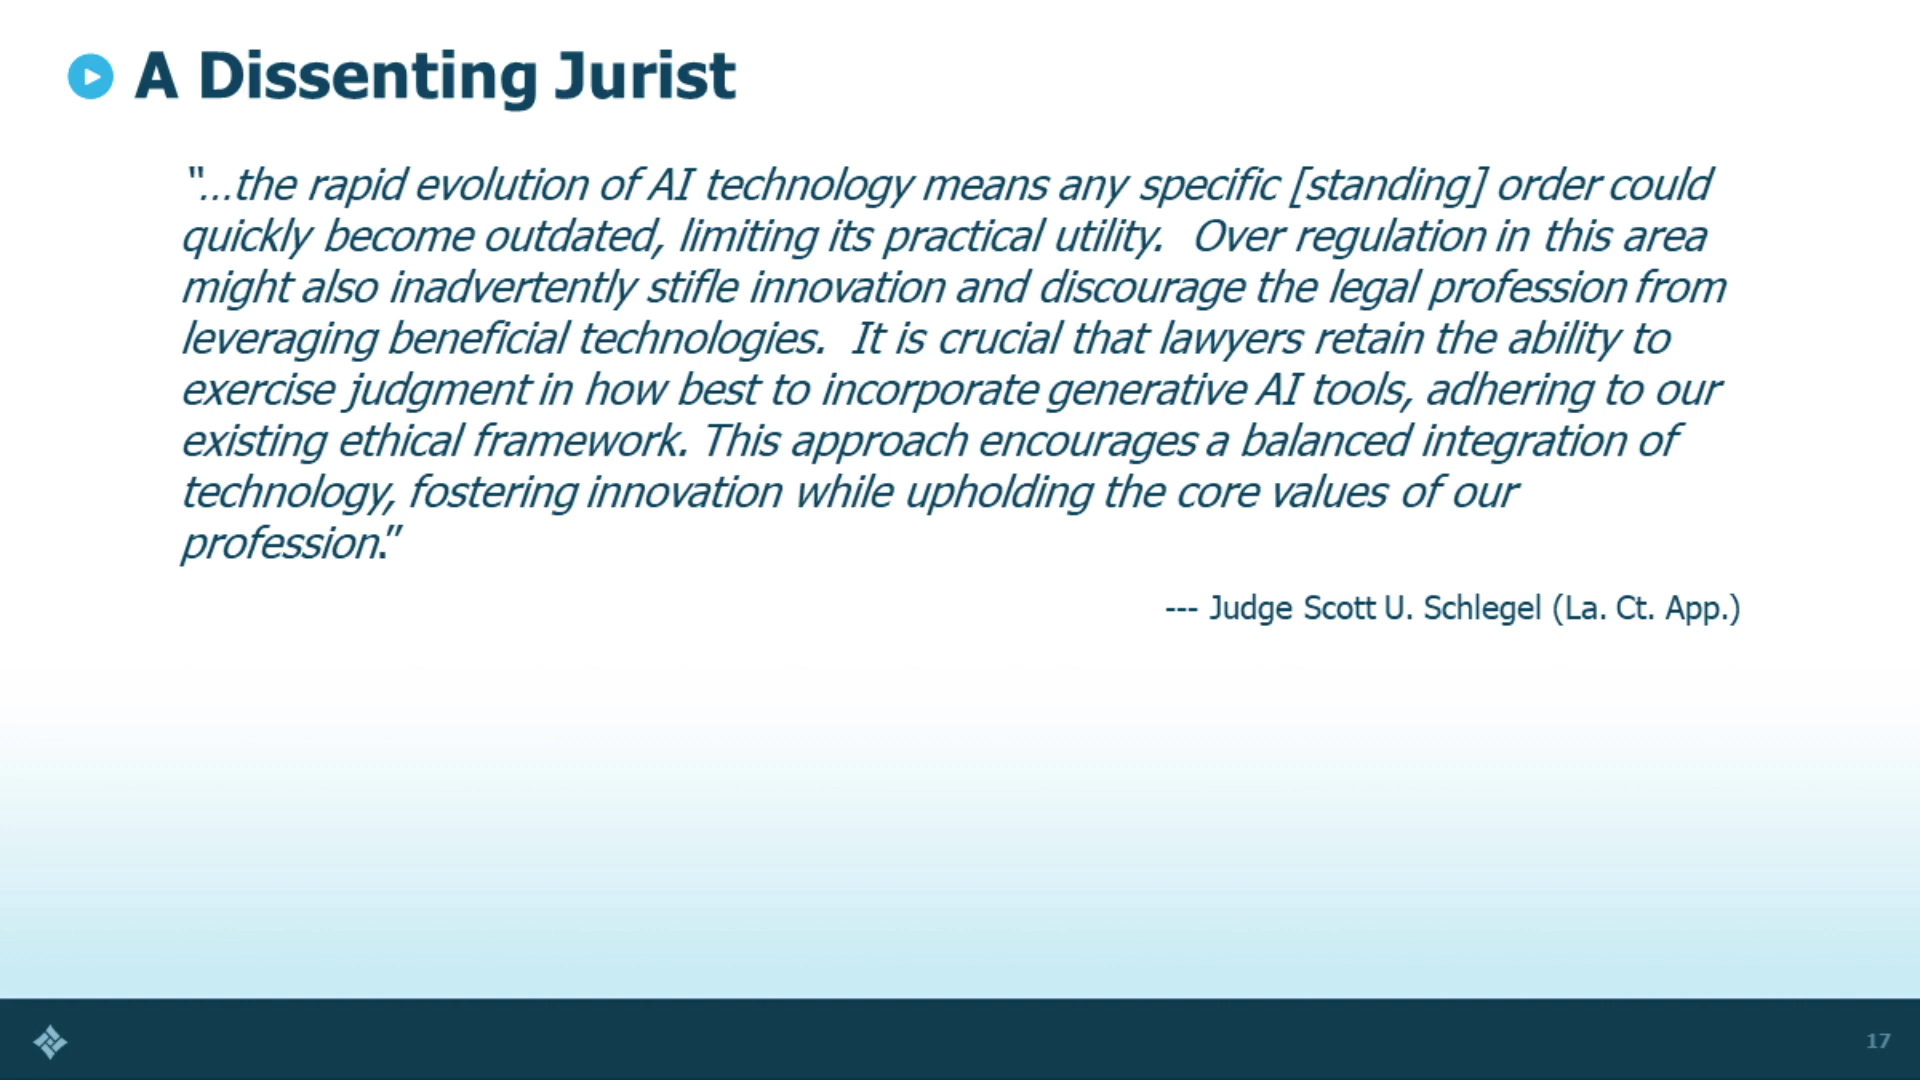 A Dissenting Jurist
“…the rapid evolution of AI technology means any specific [standing] order could
quickly become outdated, limiting its practical utility.  Over regulation in this area
might also inadvertently stifle innovation and discourage the legal profession from
leveraging beneficial technologies.  It is crucial that lawyers retain the ability to
exercise judgment in how best to incorporate generative AI tools, adhering to our
existing ethical framework. This approach encourages a balanced integration of
technology, fostering innovation while upholding the core values of our
profession.”
--- Judge Scott U. Schlegel (La. Ct. App.)
17